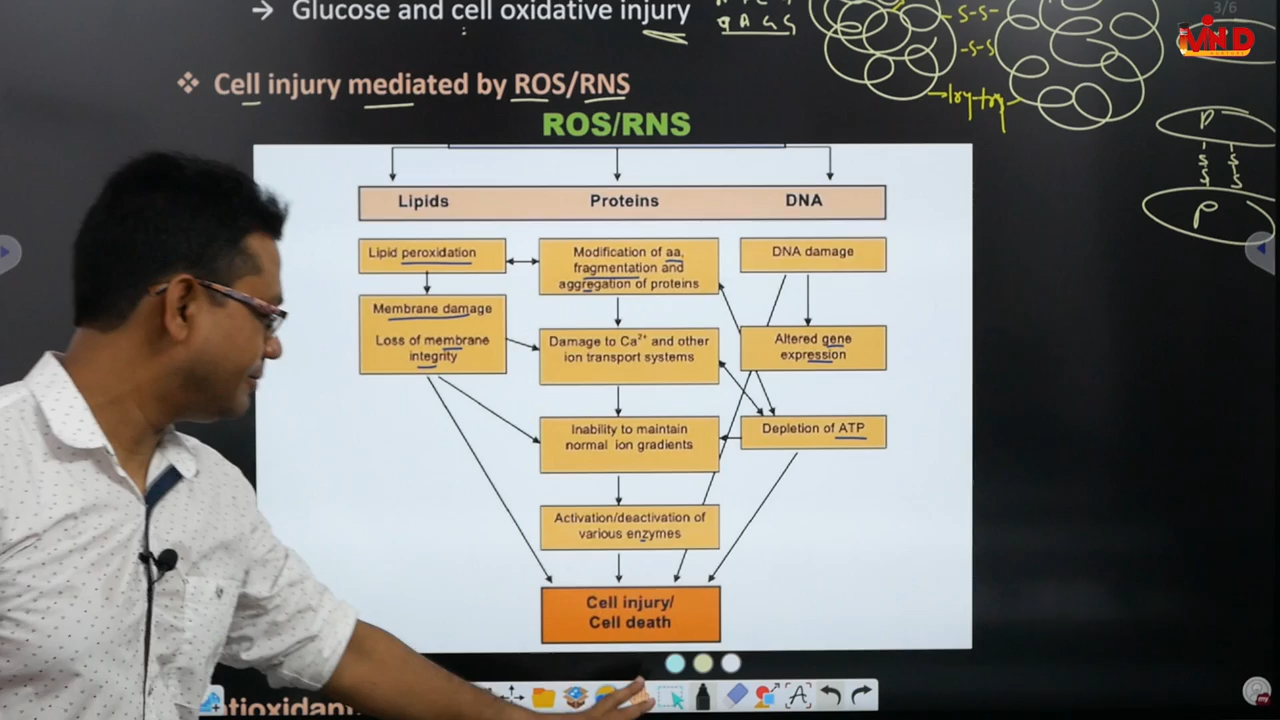 → Glucose and cell oxidative injury
3/6
MIND
❖ Cell injury mediated by ROS/RNS
-S-S-
-S-S
ROS/RNS
P
S S
S S
P
Lipids Proteins DNA
Lipid peroxidation
Modification of aa,
fragmentation and
aggregation of proteins
DNA damage
Membrane damage
Loss of membrane
integrity
Damage to Ca²⁺ and other
ion transport systems
Altered gene
expression
Inability to maintain
normal ion gradients
Depletion of ATP
Activation/deactivation of
various enzymes
Cell injury/
Cell death
A